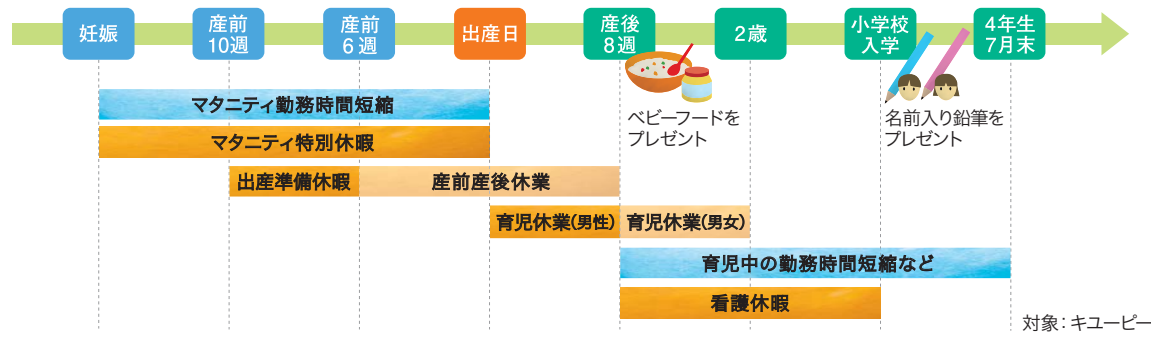 妊娠
産前
10週
産前
6週
出産日
産後
8週
2歳
小学校
入学
4年生
7月末
ベビーフードを
プレゼント
名前入り鉛筆を
プレゼント
マタニティ勤務時間短縮
マタニティ特別休暇
出産準備休暇
産前産後休業
育児休業(男性)
育児休業(男女)
育児中の勤務時間短縮など
看護休暇
対象：キユーピー